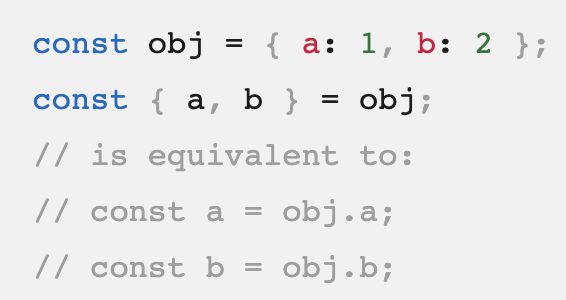 const obj = { a: 1, b: 2 };
const { a, b } = obj;
// is equivalent to:
// const a = obj.a;
// const b = obj.b;